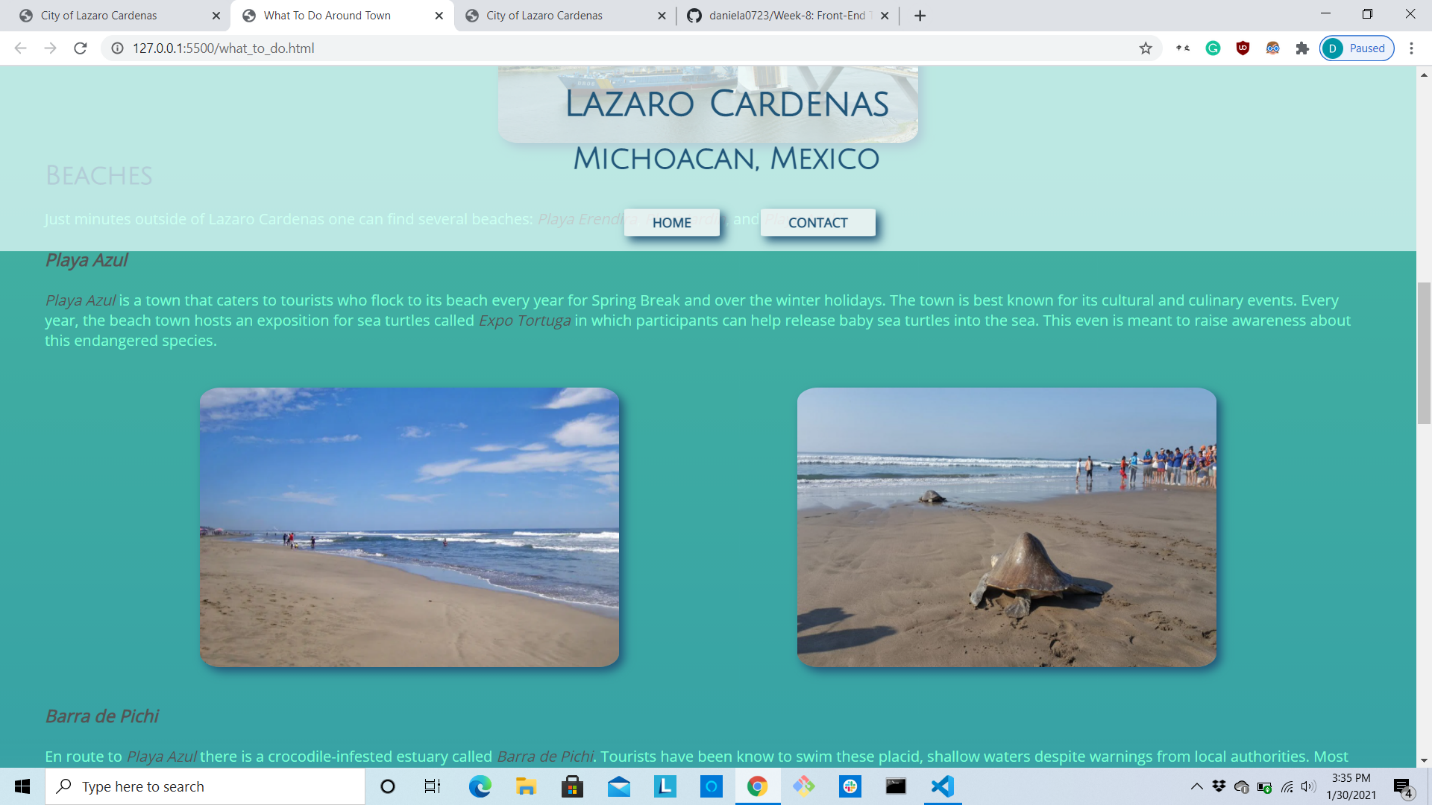 City of Lazaro Cardenas
What To Do Around Town
City of Lazaro Cardenas
daniela0723/Week-8: Front-End
127.0.0.1:5500/what_to_do.html
D Paused
Lazaro Cardenas
Michoacan, Mexico
Beaches
Just minutes outside of Lazaro Cardenas one can find several beaches: Playa Erendira and
HOME CONTACT
Playa Azul
Playa Azul is a town that caters to tourists who flock to its beach every year for Spring Break and over the winter holidays. The town is best known for its cultural and culinary events. Every
year, the beach town hosts an exposition for sea turtles called Expo Tortuga in which participants can help release baby sea turtles into the sea. This even is meant to raise awareness about
this endangered species.
Barra de Pichi
En route to Playa Azul there is a crocodile-infested estuary called Barra de Pichi. Tourists have been know to swim these placid, shallow waters despite warnings from local authorities. Most
Type here to search
L
3:35 PM
1/30/2021
4